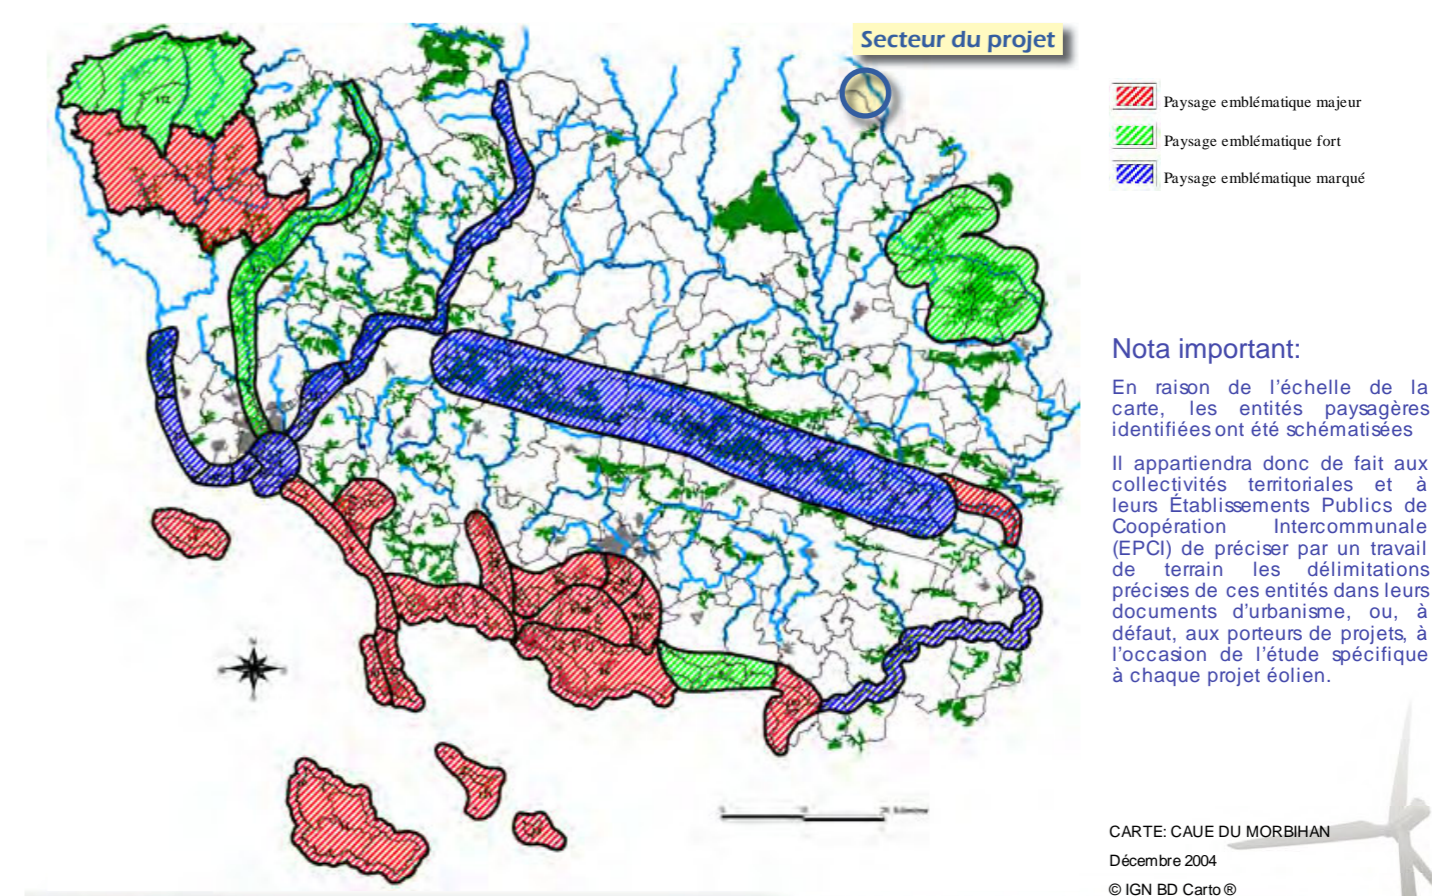 Secteur du projet
Paysage emblématique majeur
Paysage emblématique fort
Paysage emblématique marqué
Nota important:
En raison de l'échelle de la
carte, les entités paysagères
identifiées ont été schématisées
Il appartiendra donc de fait aux
collectivités territoriales et à
leurs Établissements Publics de
Coopération Intercommunale
(EPCI) de préciser par un travail
de terrain les délimitations
précises de ces entités dans leurs
documents d'urbanisme, ou, à
défaut, aux porteurs de projets, à
l'occasion de l'étude spécifique
à chaque projet éolien.
CARTE: CAUE DU MORBIHAN
Décembre 2004
© IGN BD Carto ®